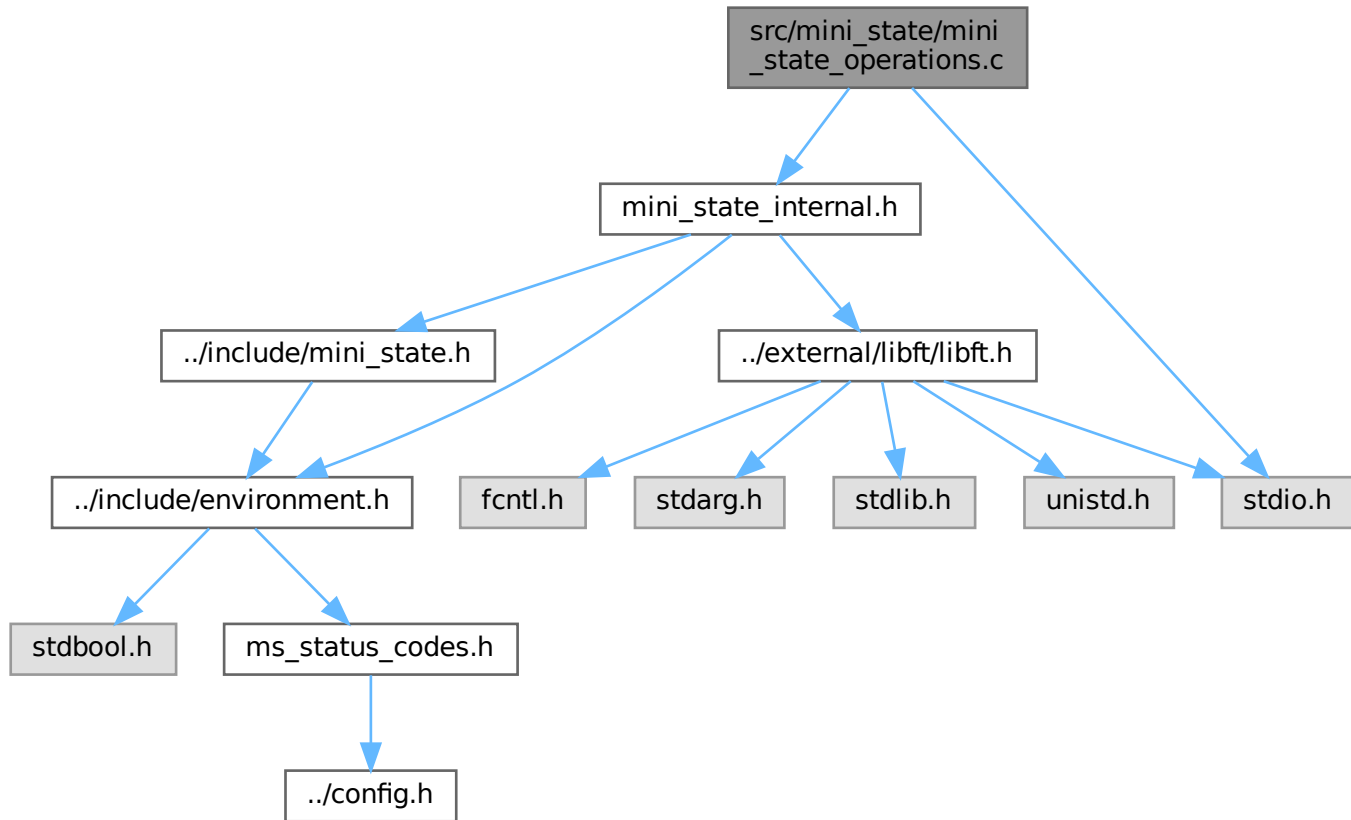 src/mini_state/mini
_state_operations.c
mini_state_internal.h
../include/mini_state.h
../external/libft/libft.h
../include/environment.h
fcntl.h
stdarg.h
stdlib.h
unistd.h
stdio.h
stdbool.h
ms_status_codes.h
../config.h